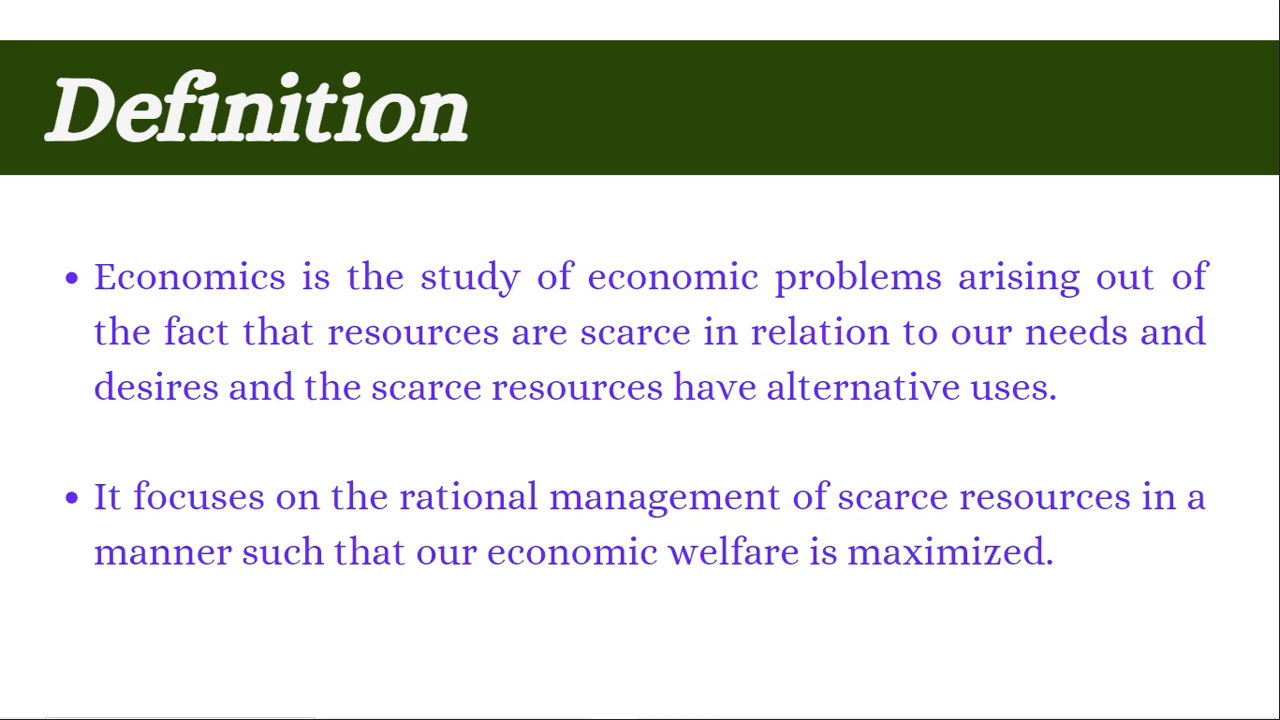 Definition
• Economics is the study of economic problems arising out of
the fact that resources are scarce in relation to our needs and
desires and the scarce resources have alternative uses.
• It focuses on the rational management of scarce resources in a
manner such that our economic welfare is maximized.